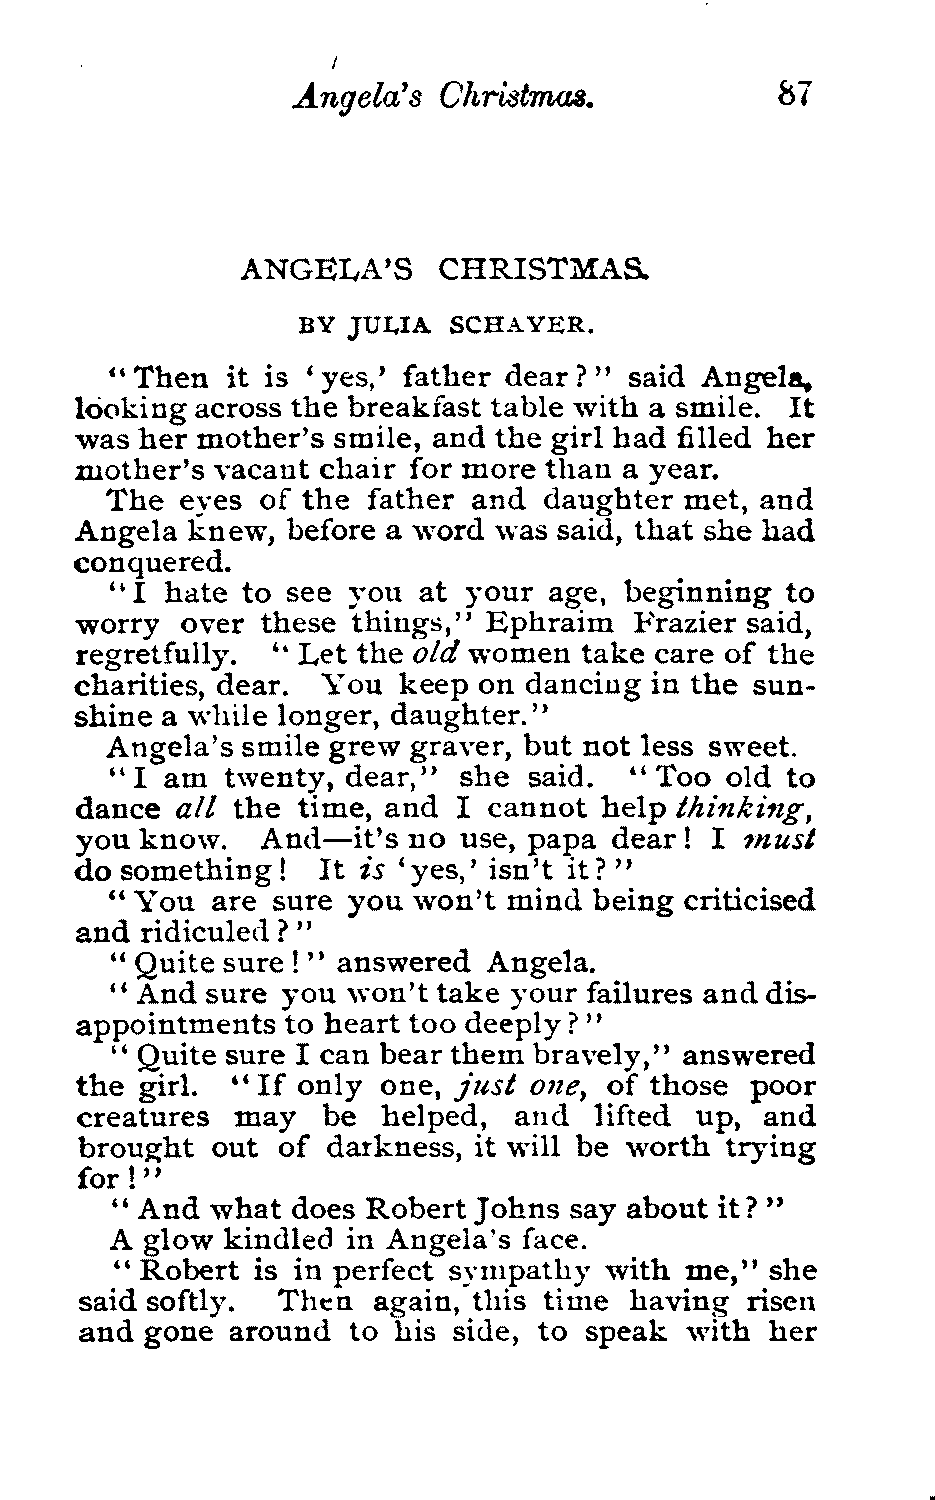 Angela's Christmas. 87
ANGELA'S CHRISTMAS.
BY JULIA SCHAYER.
"Then it is 'yes,' father dear?" said Angela,
looking across the breakfast table with a smile. It
was her mother's smile, and the girl had filled her
mother's vacant chair for more than a year.
The eyes of the father and daughter met, and
Angela knew, before a word was said, that she had
conquered.
"I hate to see you at your age, beginning to
worry over these things," Ephraim Frazier said,
regretfully. "Let the old women take care of the
charities, dear. You keep on dancing in the sun-
shine a while longer, daughter."
Angela's smile grew graver, but not less sweet.
"I am twenty, dear," she said. "Too old to
dance all the time, and I cannot help thinking,
you know. And—it's no use, papa dear! I must
do something! It is 'yes,' isn't it?"
"You are sure you won't mind being criticised
and ridiculed?"
"Quite sure!" answered Angela.
"And sure you won't take your failures and dis-
appointments to heart too deeply?"
"Quite sure I can bear them bravely," answered
the girl. "If only one, just one, of those poor
creatures may be helped, and lifted up, and
brought out of darkness, it will be worth trying
for!"
"And what does Robert Johns say about it?"
A glow kindled in Angela's face.
"Robert is in perfect sympathy with me," she
said softly. Then again, this time having risen
and gone around to his side, to speak with her